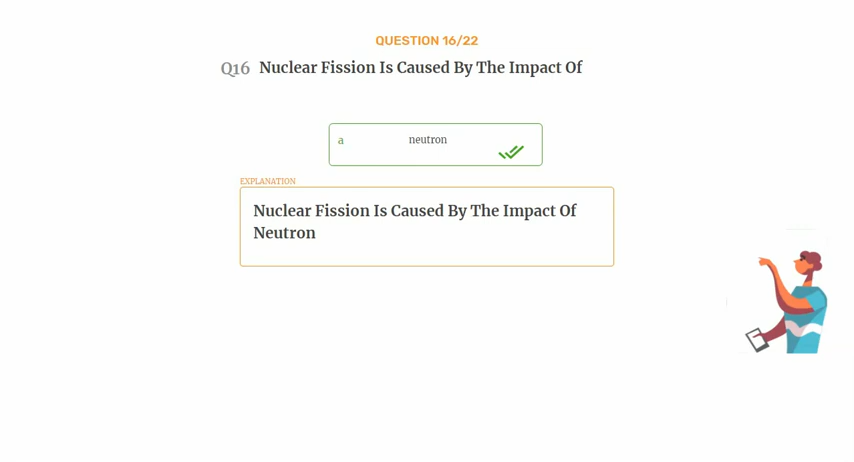 QUESTION 16/22
Q16 Nuclear Fission Is Caused By The Impact Of
a neutron
EXPLANATION
Nuclear Fission Is Caused By The Impact Of
Neutron